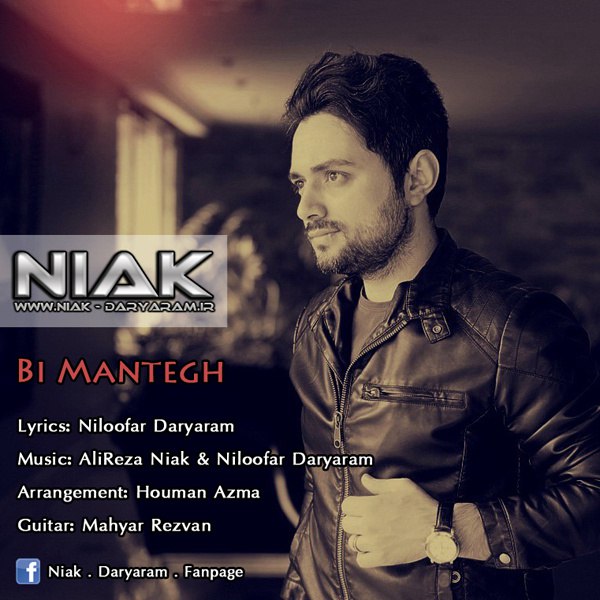 NIAK
WWW.NIAK - DARYARAM.IR
BI MANTEGH
Lyrics: Niloofar Daryaram
Music: AliReza Niak & Niloofar Daryaram
Arrangement: Houman Azma
Guitar: Mahyar Rezvan
f Niak . Daryaram . Fanpage